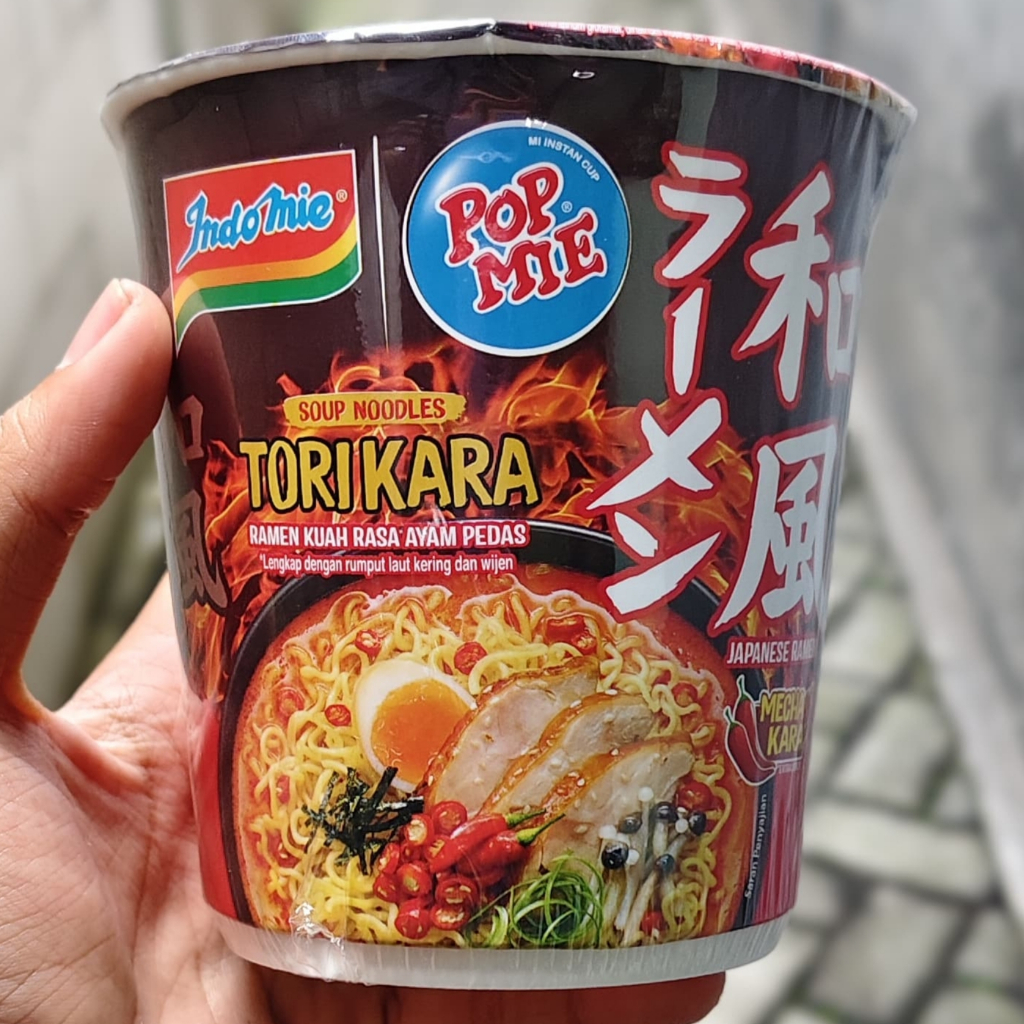 Indomie®
MI INSTAN CUP
POP
MIE®
和風
ラーメン
SOUP NOODLES
TORI KARA
RAMEN KUAH RASA AYAM PEDAS
*Lengkap dengan rumput laut kering dan wijen
JAPANESE
MECHA
KARA
Saran Penyajian
風